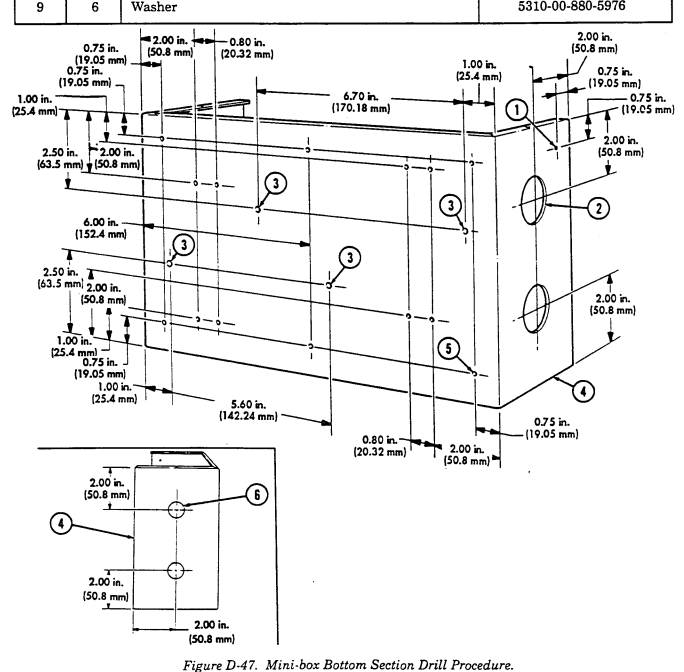 9 6 Washer 5310-00-880-5976
2.00 in.
(50.8 mm)
0.80 in.
(20.32 mm)
0.75 in.
(19.05 mm)
0.75 in.
(19.05 mm)
1.00 in.
(25.4 mm)
6.70 in.
(170.18 mm)
1.00 in.
(25.4 mm)
2.00 in.
(50.8 mm)
0.75 in.
(19.05 mm)
0.75 in.
(19.05 mm)
1
2.00 in.
(50.8 mm)
2.50 in.
(63.5 mm)
2.00 in.
(50.8 mm)
3
3
2
6.00 in.
(152.4 mm)
3
3
2.50 in.
(63.5 mm)
2.00 in.
(50.8 mm)
2.00 in.
(50.8 mm)
1.00 in.
(25.4 mm)
0.75 in.
(19.05 mm)
5
4
1.00 in.
(25.4 mm)
5.60 in.
(142.24 mm)
0.80 in.
(20.32 mm)
2.00 in.
(50.8 mm)
0.75 in.
(19.05 mm)
2.00 in.
(50.8 mm)
6
4
2.00 in.
(50.8 mm)
2.00 in.
(50.8 mm)
Figure D-47. Mini-box Bottom Section Drill Procedure.